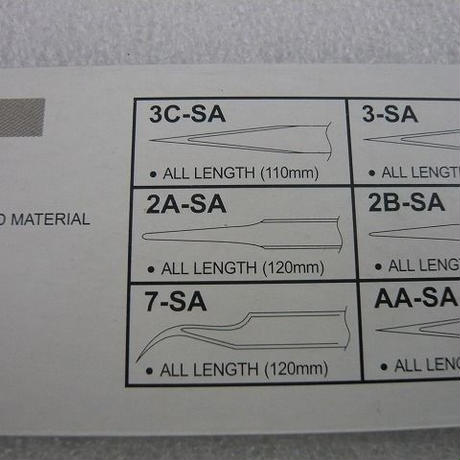 3C-SA
• ALL LENGTH (110mm)
3-SA
• ALL
MATERIAL
2A-SA
• ALL LENGTH (120mm)
2B-SA
• ALL
7-SA
• ALL LENGTH (120mm)
AA-SA
• ALL